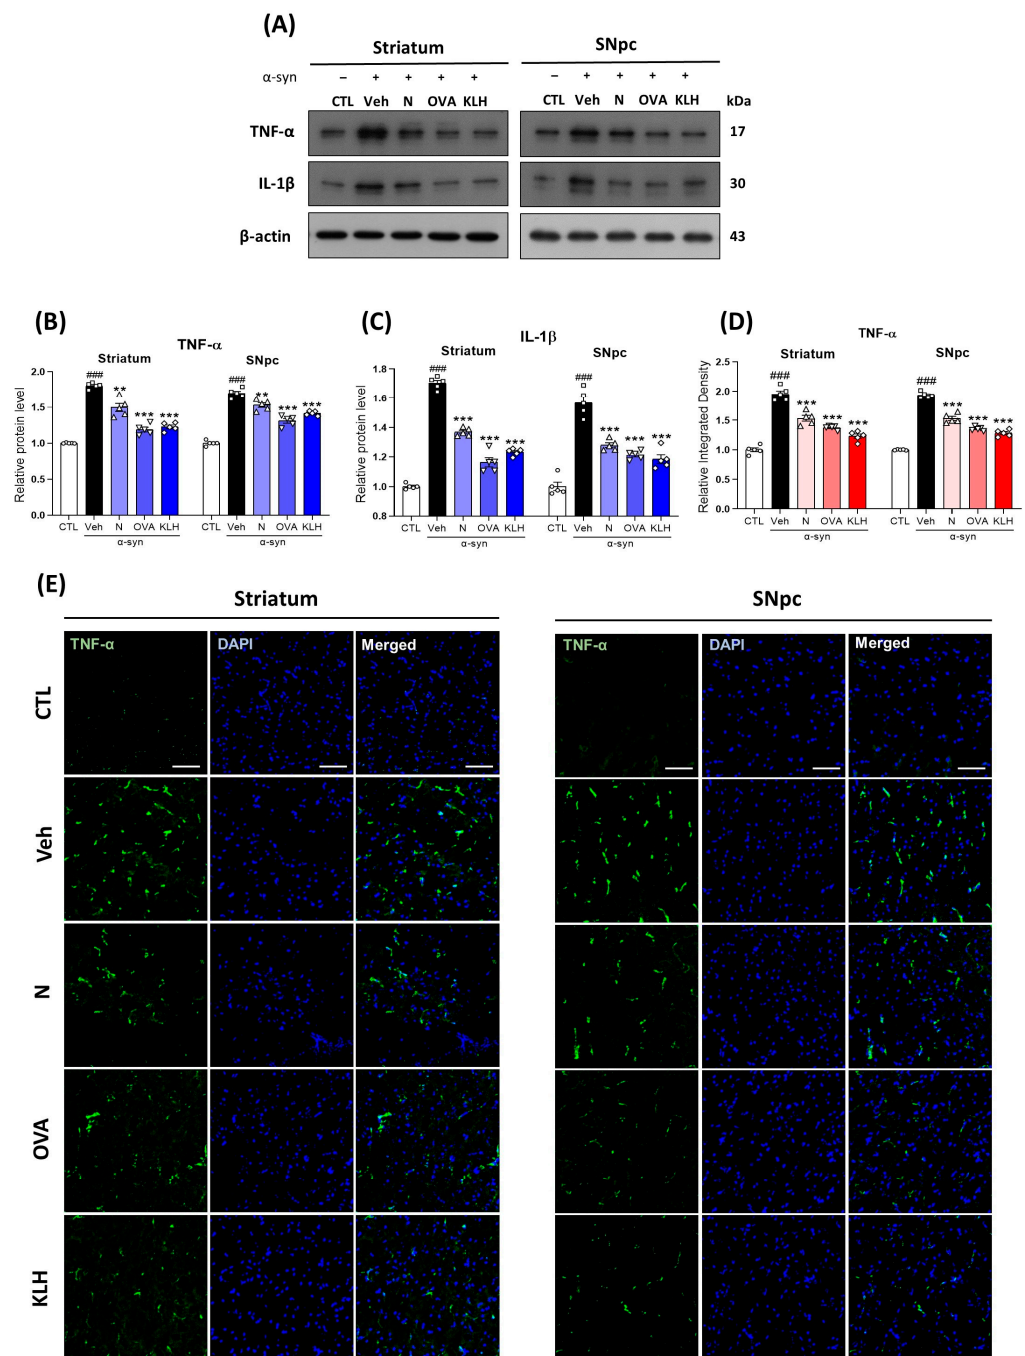 (A)
Striatum SNpc
α-syn – + + + + – + + + +
CTL Veh N OVA KLH CTL Veh N OVA KLH kDa
TNF-α 17
IL-1β 30
β-actin 43
(B)
TNF-α
Striatum SNpc
Relative protein level
2.0
1.5
1.0
0.5
0.0
### ** *** *** ### ** *** ***
CTL Veh N OVA KLH CTL Veh N OVA KLH
α-syn α-syn
(C)
IL-1β
Striatum SNpc
Relative protein level
1.8
1.6
1.4
1.2
1.0
0.8
### *** *** *** ### *** *** ***
CTL Veh N OVA KLH CTL Veh N OVA KLH
α-syn α-syn
(D)
TNF-α
Striatum SNpc
Relative Integrated Density
2.5
2.0
1.5
1.0
0.5
0.0
### *** *** *** ### *** *** ***
CTL Veh N OVA KLH CTL Veh N OVA KLH
α-syn α-syn
(E)
Striatum SNpc
TNF-α DAPI Merged TNF-α DAPI Merged
CTL
Veh
N
OVA
KLH